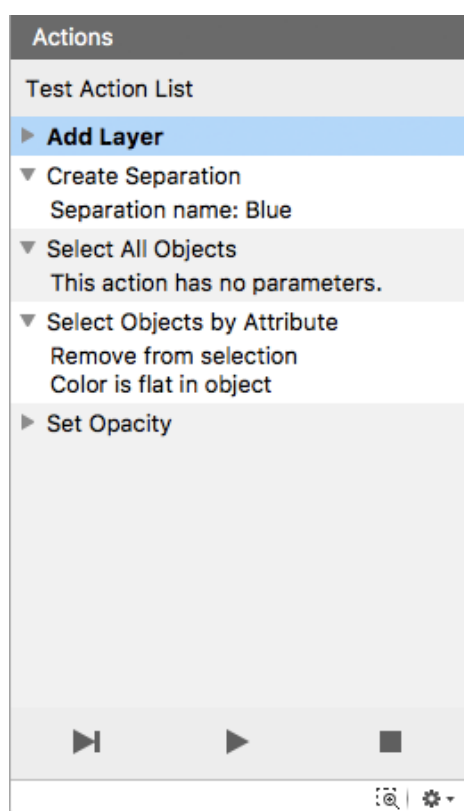 Actions
Test Action List
Add Layer
Create Separation
Separation name: Blue
Select All Objects
This action has no parameters.
Select Objects by Attribute
Remove from selection
Color is flat in object
Set Opacity